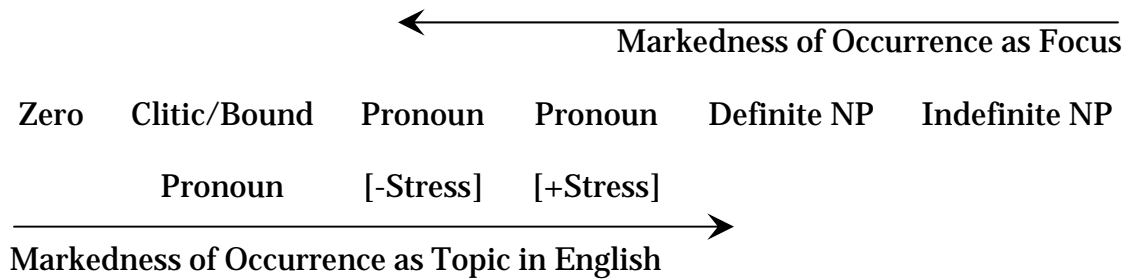 Markedness of Occurrence as Focus
Zero Clitic/Bound Pronoun Pronoun Definite NP Indefinite NP
Pronoun [-Stress] [+Stress]
Markedness of Occurrence as Topic in English